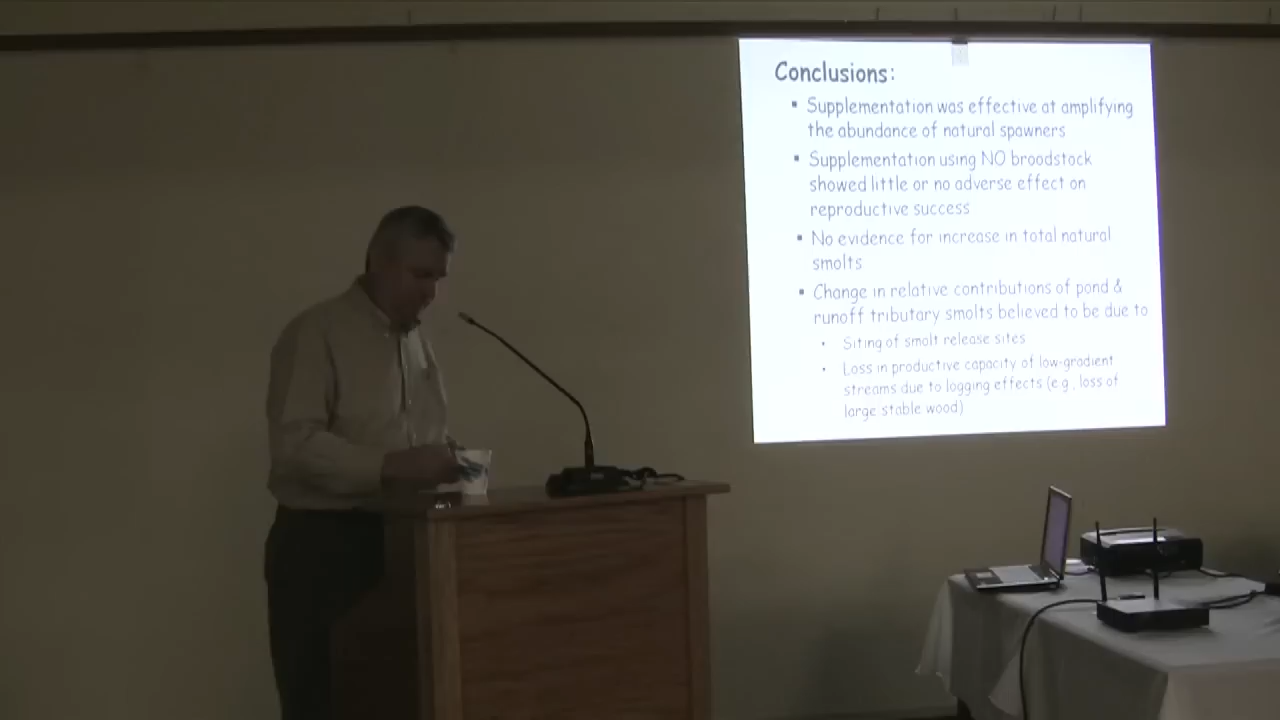 Conclusions:
▪ Supplementation was effective at amplifying
the abundance of natural spawners
▪ Supplementation using NO broodstock
showed little or no adverse effect on
reproductive success
▪ No evidence for increase in total natural
smolts
▪ Change in relative contributions of pond &
runoff tributary smolts believed to be due to
• Siting of smolt release sites
• Loss in productive capacity of low-gradient
streams due to logging effects (e.g., loss of
large stable wood)